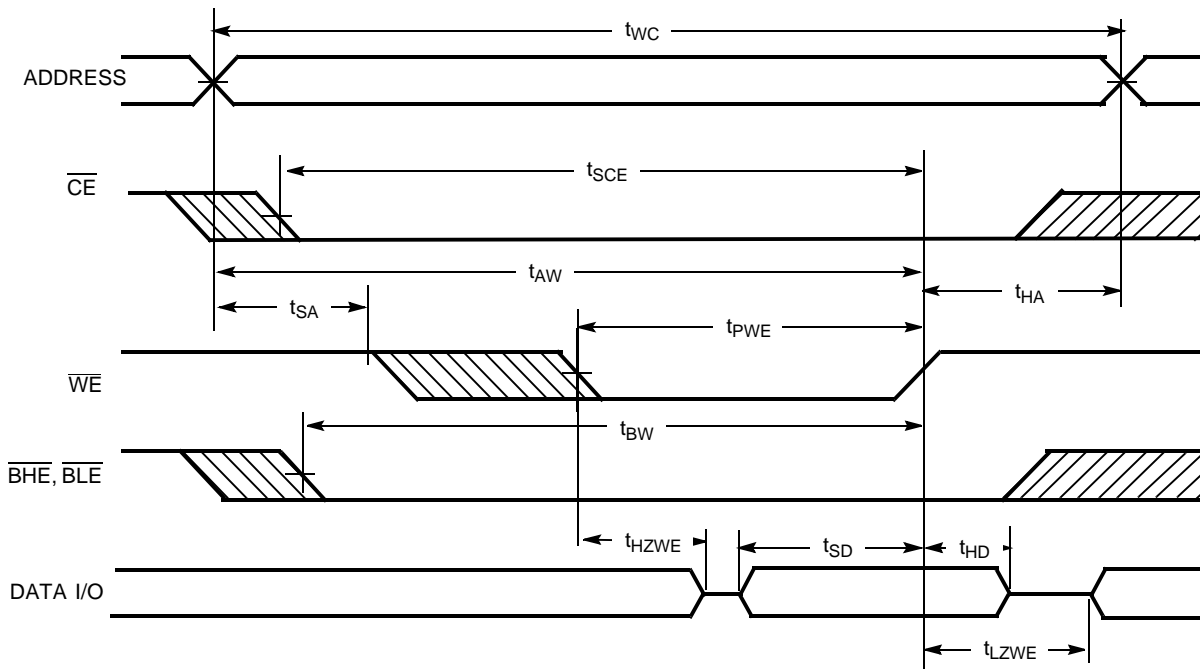 tWC
ADDRESS
CE
tSCE
tAW
tSA
tHA
tPWE
WE
tBW
BHE, BLE
tHZWE
tSD
tHD
DATA I/O
tLZWE